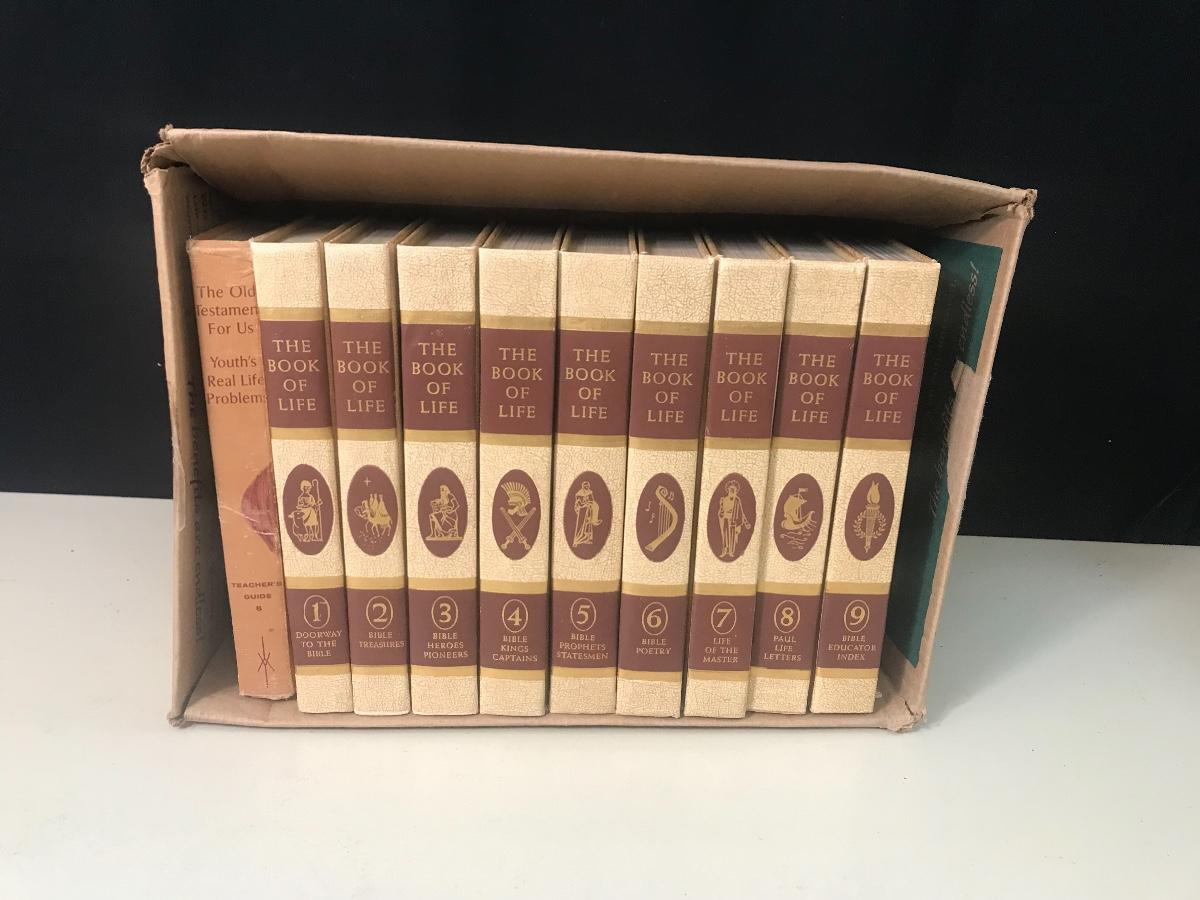 The Old
Testamen
For Us
Youth's
Real Life
Problems
TEACHER'S
GUIDE
6
THE
BOOK
OF
LIFE
1
DOORWAY
TO THE
BIBLE
THE
BOOK
OF
LIFE
2
BIBLE
TREASURES
THE
BOOK
OF
LIFE
3
BIBLE
HEROES
PIONEERS
THE
BOOK
OF
LIFE
4
BIBLE
KINGS
CAPTAINS
THE
BOOK
OF
LIFE
5
BIBLE
PROPHETS
STATESMEN
THE
BOOK
OF
LIFE
6
BIBLE
POETRY
THE
BOOK
OF
LIFE
7
LIFE
OF THE
MASTER
THE
BOOK
OF
LIFE
8
PAUL
LIFE
LETTERS
THE
BOOK
OF
LIFE
9
BIBLE
EDUCATOR
INDEX
endless!